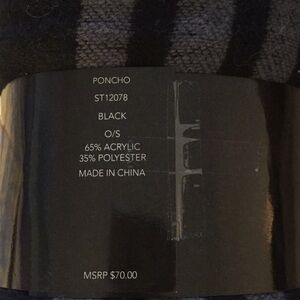 PONCHO
ST12078
BLACK
O/S
65% ACRYLIC
35% POLYESTER
MADE IN CHINA
MSRP $70.00